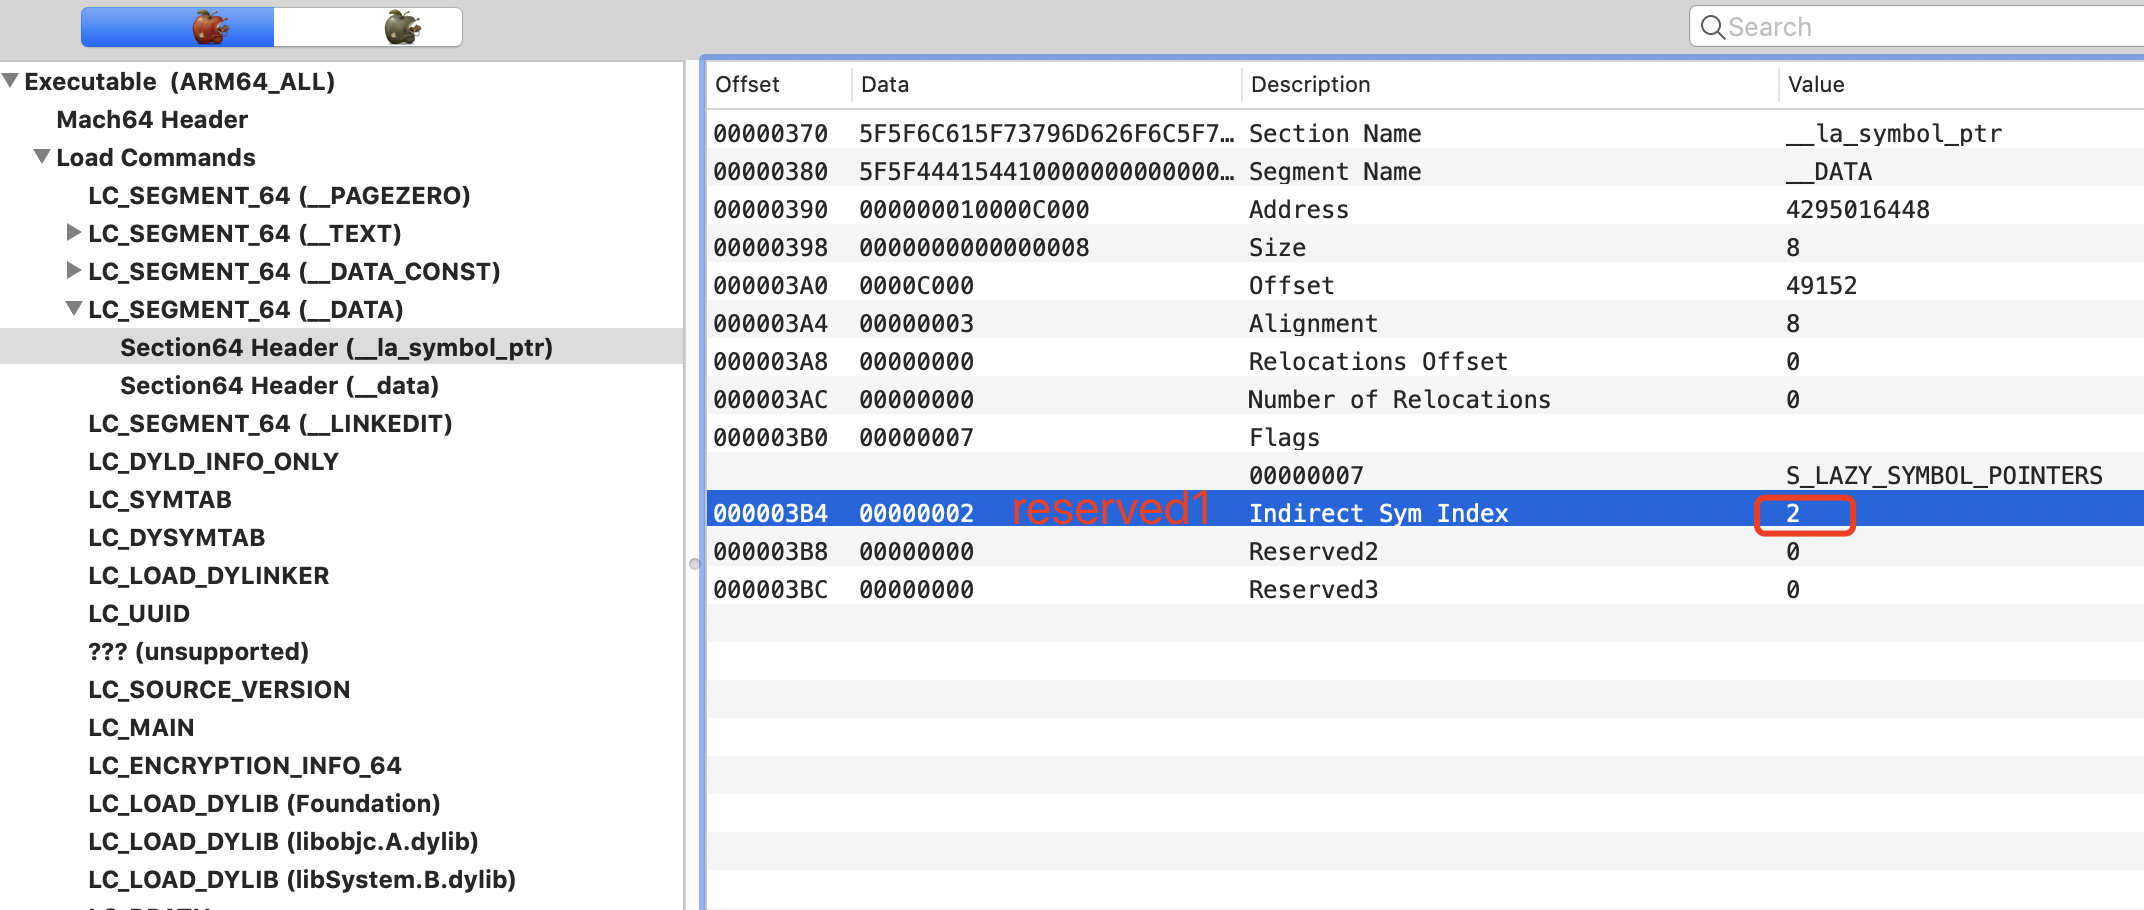 Search
Executable (ARM64_ALL)
Mach64 Header
Load Commands
LC_SEGMENT_64 (__PAGEZERO)
LC_SEGMENT_64 (__TEXT)
LC_SEGMENT_64 (__DATA_CONST)
LC_SEGMENT_64 (__DATA)
Section64 Header (__la_symbol_ptr)
Section64 Header (__data)
LC_SEGMENT_64 (__LINKEDIT)
LC_DYLD_INFO_ONLY
LC_SYMTAB
LC_DYSYMTAB
LC_LOAD_DYLINKER
LC_UUID
??? (unsupported)
LC_SOURCE_VERSION
LC_MAIN
LC_ENCRYPTION_INFO_64
LC_LOAD_DYLIB (Foundation)
LC_LOAD_DYLIB (libobjc.A.dylib)
LC_LOAD_DYLIB (libSystem.B.dylib)
Offset Data Description Value
00000370 5F5F6C615F73796D626F6C5F7… Section Name __la_symbol_ptr
00000380 5F5F4441544100000000000000… Segment Name __DATA
00000390 000000010000C000 Address 4295016448
00000398 0000000000000008 Size 8
000003A0 0000C000 Offset 49152
000003A4 00000003 Alignment 8
000003A8 00000000 Relocations Offset 0
000003AC 00000000 Number of Relocations 0
000003B0 00000007 Flags
00000007 S_LAZY_SYMBOL_POINTERS
000003B4 00000002 reserved1 Indirect Sym Index 2
000003B8 00000000 Reserved2 0
000003BC 00000000 Reserved3 0